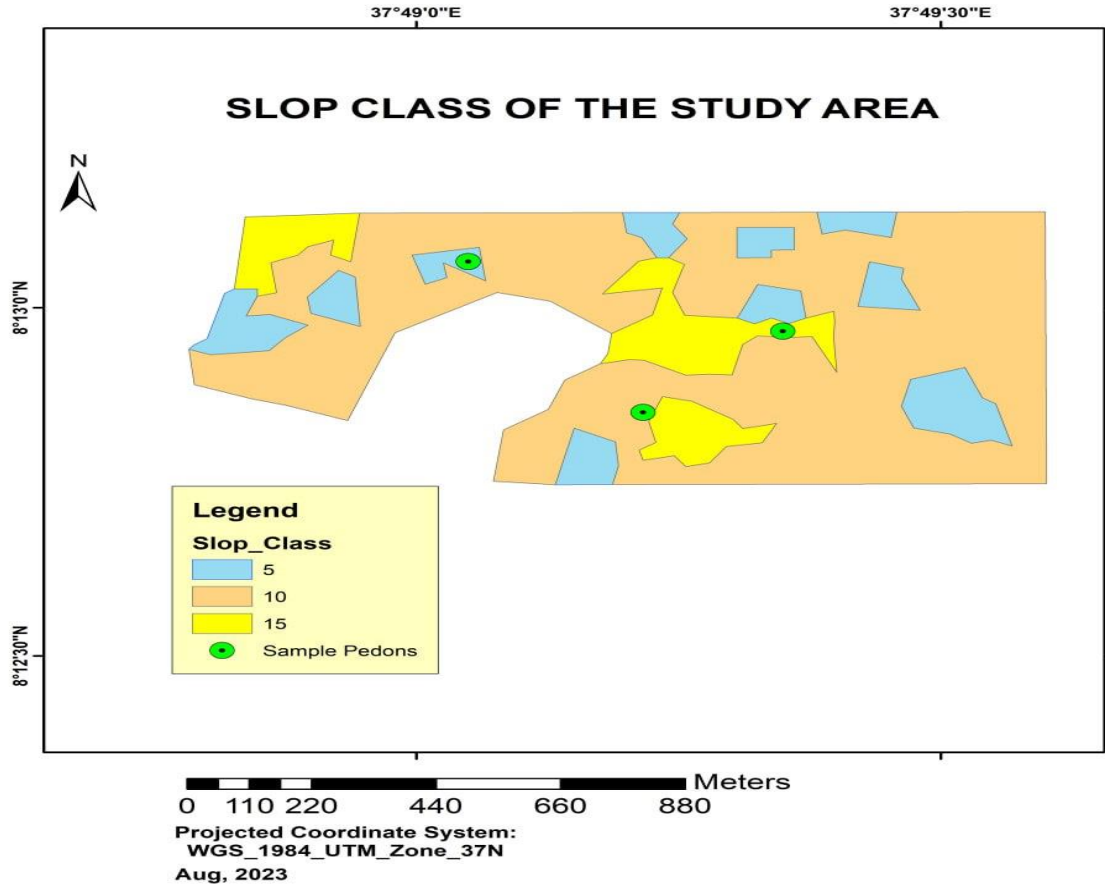 37°49'0"E 37°49'30"E
SLOP CLASS OF THE STUDY AREA
N
8°13'0"N
Legend
Slop_Class
5
10
15
Sample Pedons
8°12'30"N
Meters
0 110 220 440 660 880
Projected Coordinate System:
WGS_1984_UTM_Zone_37N
Aug, 2023